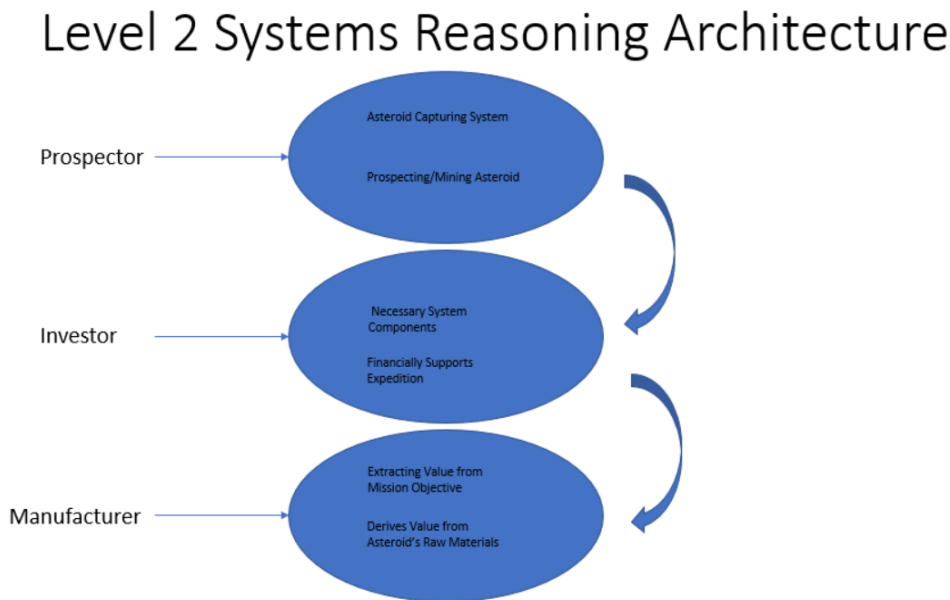 Level 2 Systems Reasoning Architecture
Prospector
Asteroid Capturing System
Prospecting/Mining Asteroid
Investor
Necessary System
Components
Financially Supports
Expedition
Manufacturer
Extracting Value from
Mission Objective
Derives Value from
Asteroid's Raw Materials